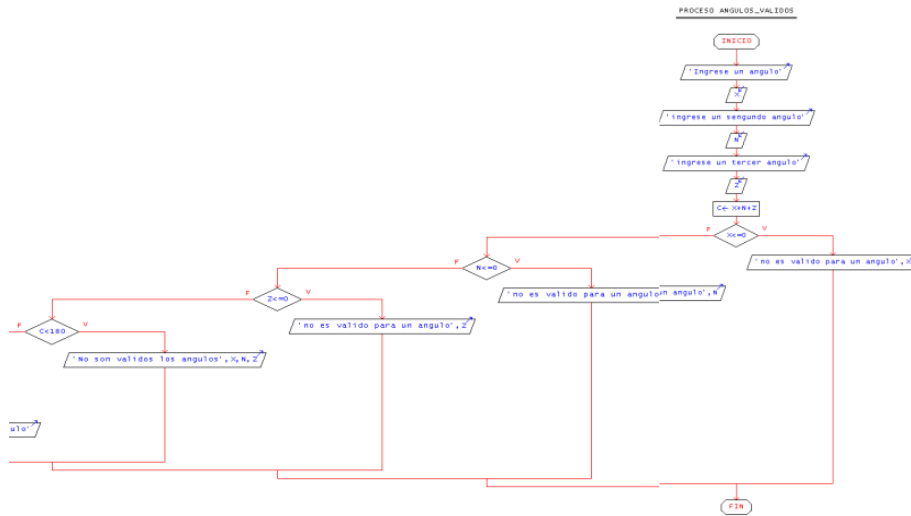 PROCESO ANGULOS_VALIDOS
INICIO
'Ingrese un angulo'
X
'ingrese un sengundo angulo'
N
'ingrese un tercer angulo'
Z
C← X+N+Z
F X<=0 V
'no es valido para un angulo',X
F N<=0 V
'no es valido para un angulo
un angulo',N
F Z<=0 V
'no es valido para un angulo',Z
F C<180 V
'No son validos los angulos',X,N,Z
ulo'
FIN